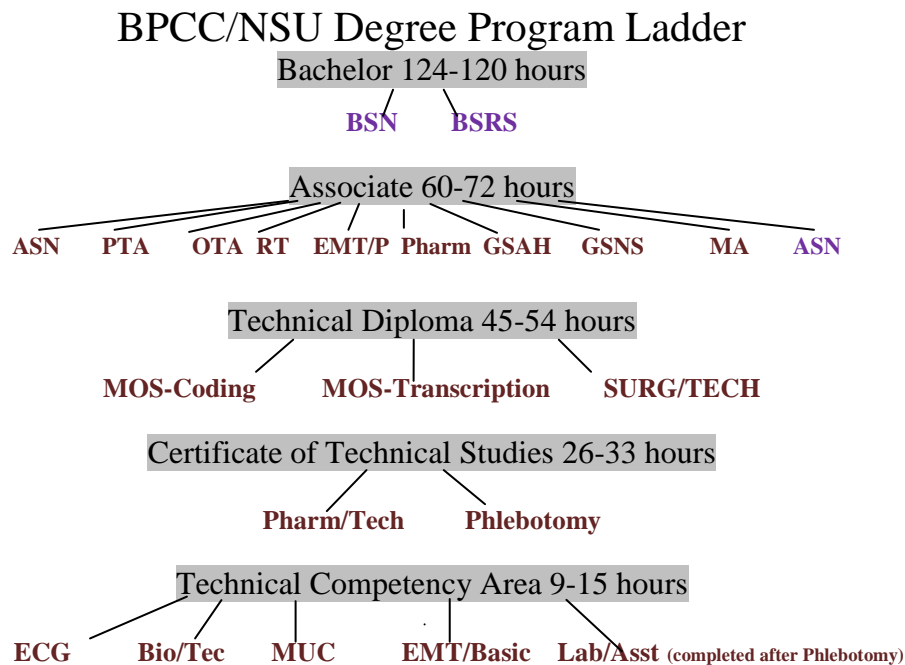 BPCC/NSU Degree Program Ladder
Bachelor 124-120 hours
BSN BSRS
Associate 60-72 hours
ASN PTA OTA RT EMT/P Pharm GSAH GSNS MA ASN
Technical Diploma 45-54 hours
MOS-Coding MOS-Transcription SURG/TECH
Certificate of Technical Studies 26-33 hours
Pharm/Tech Phlebotomy
Technical Competency Area 9-15 hours
ECG Bio/Tec MUC EMT/Basic Lab/Asst (completed after Phlebotomy)